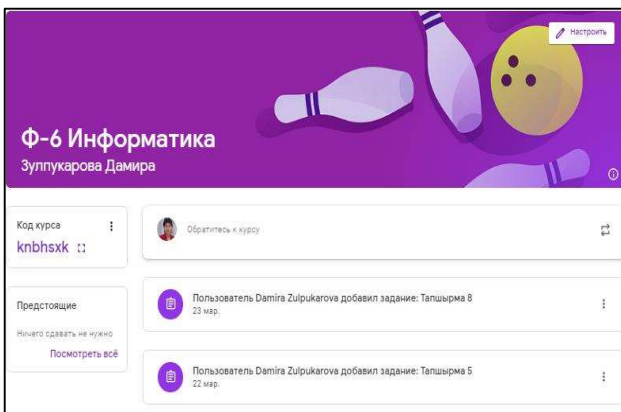 Настроить
Ф-6 Информатика
Зулпукарова Дамира
Код курса
knbhsxk
Обратитесь к курсу
Предстоящие
Ничего сдавать не нужно
Посмотреть всё
Пользователь Damira Zulpukarova добавил задание: Тапшырма 8
23 мар.
Пользователь Damira Zulpukarova добавил задание: Тапшырма 5
22 мар.